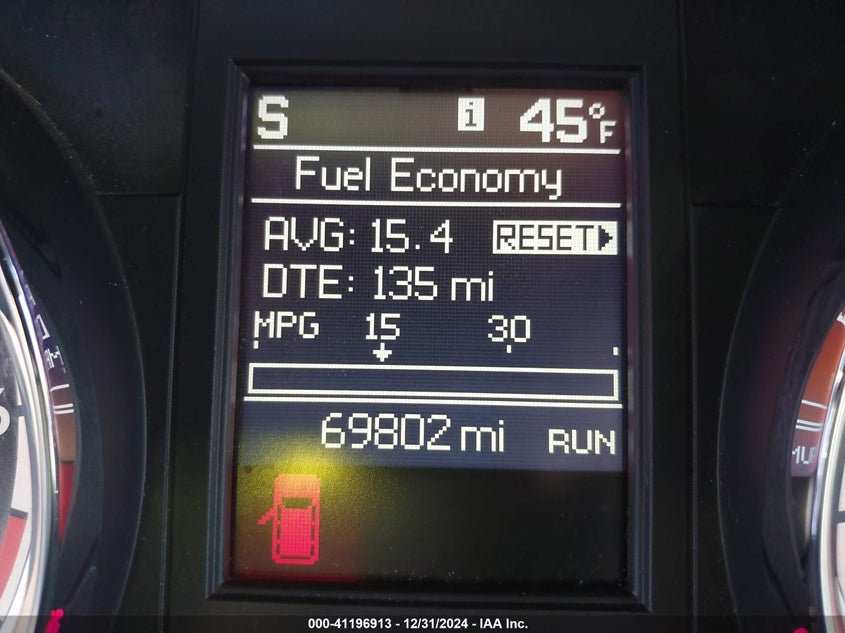 S i 45°F
Fuel Economy
AVG: 15.4 RESET
DTE: 135 mi
MPG 15 30
69802 mi RUN
000-41196913 - 12/31/2024 - IAA Inc.